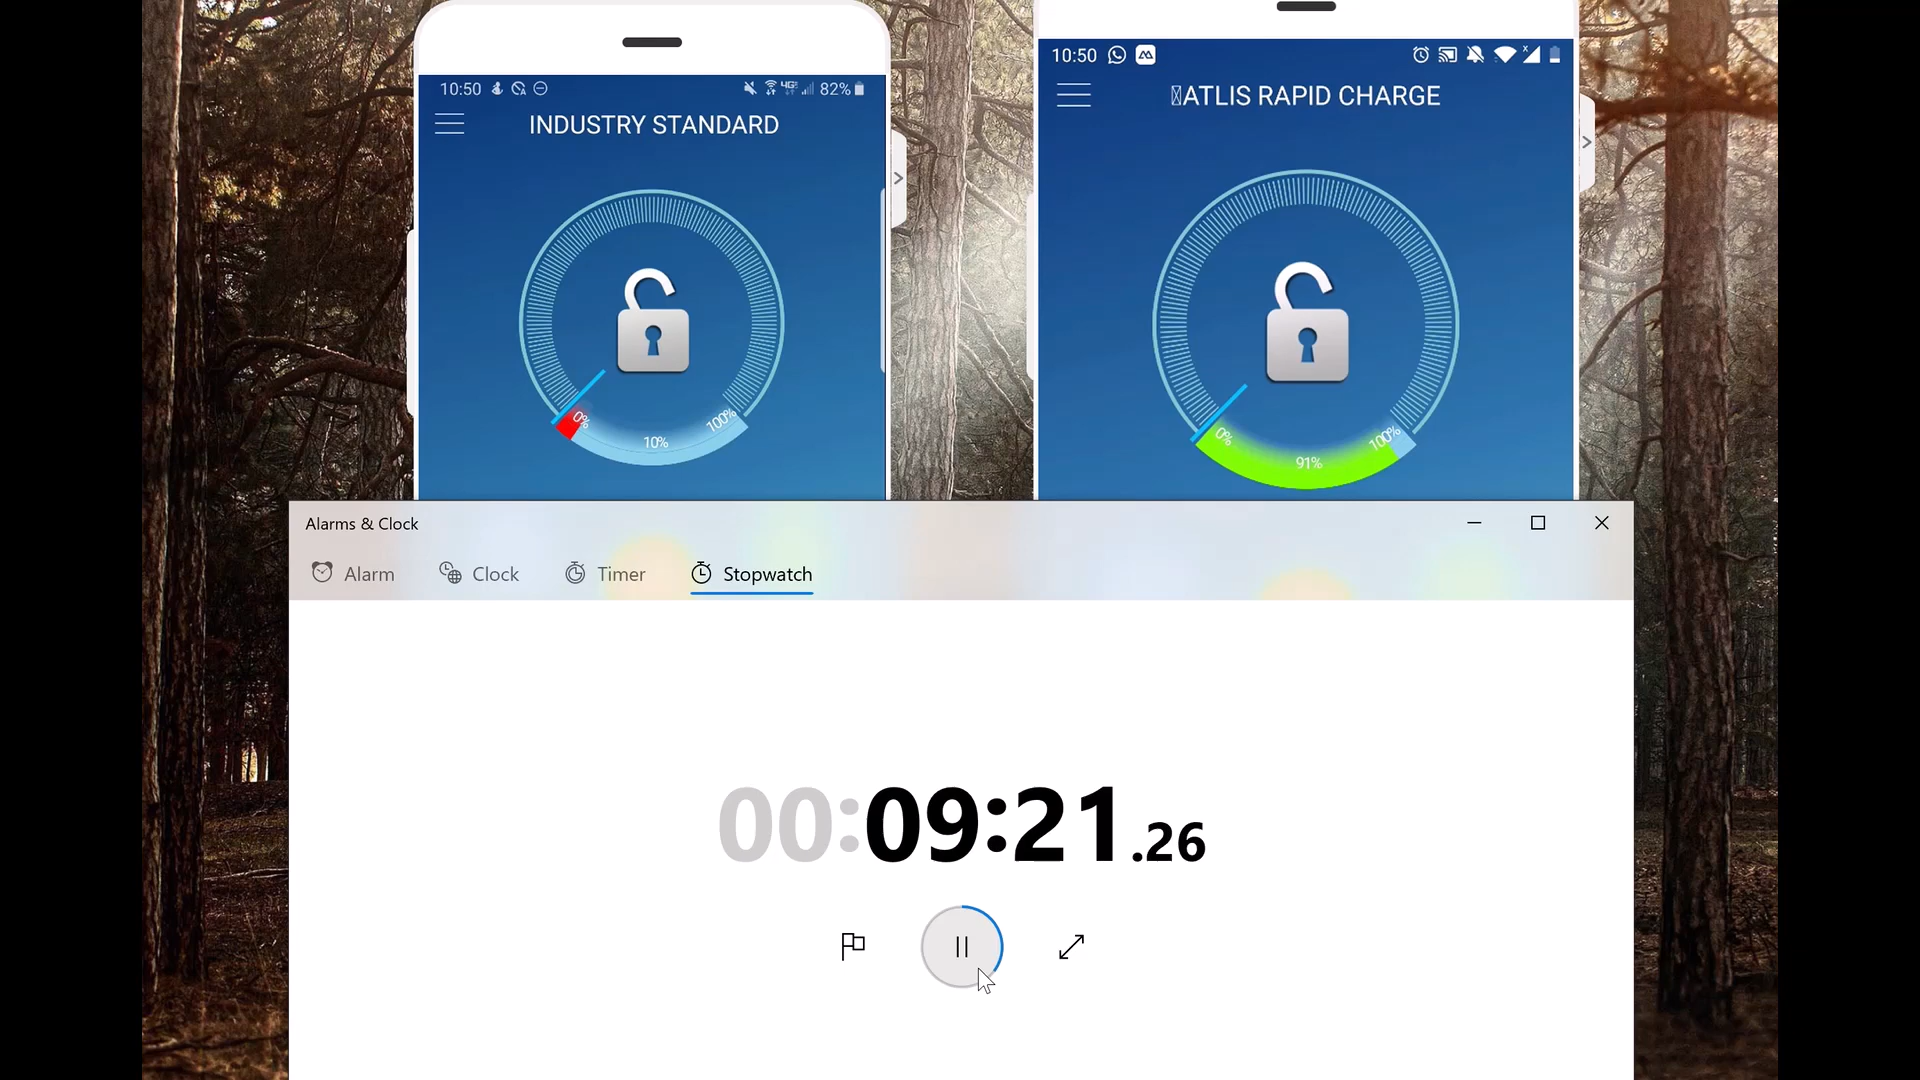 10:50
82%
INDUSTRY STANDARD
0%
10%
100%
10:50
ATLIS RAPID CHARGE
0%
91%
100%
Alarms & Clock
Alarm
Clock
Timer
Stopwatch
00:09:21.26